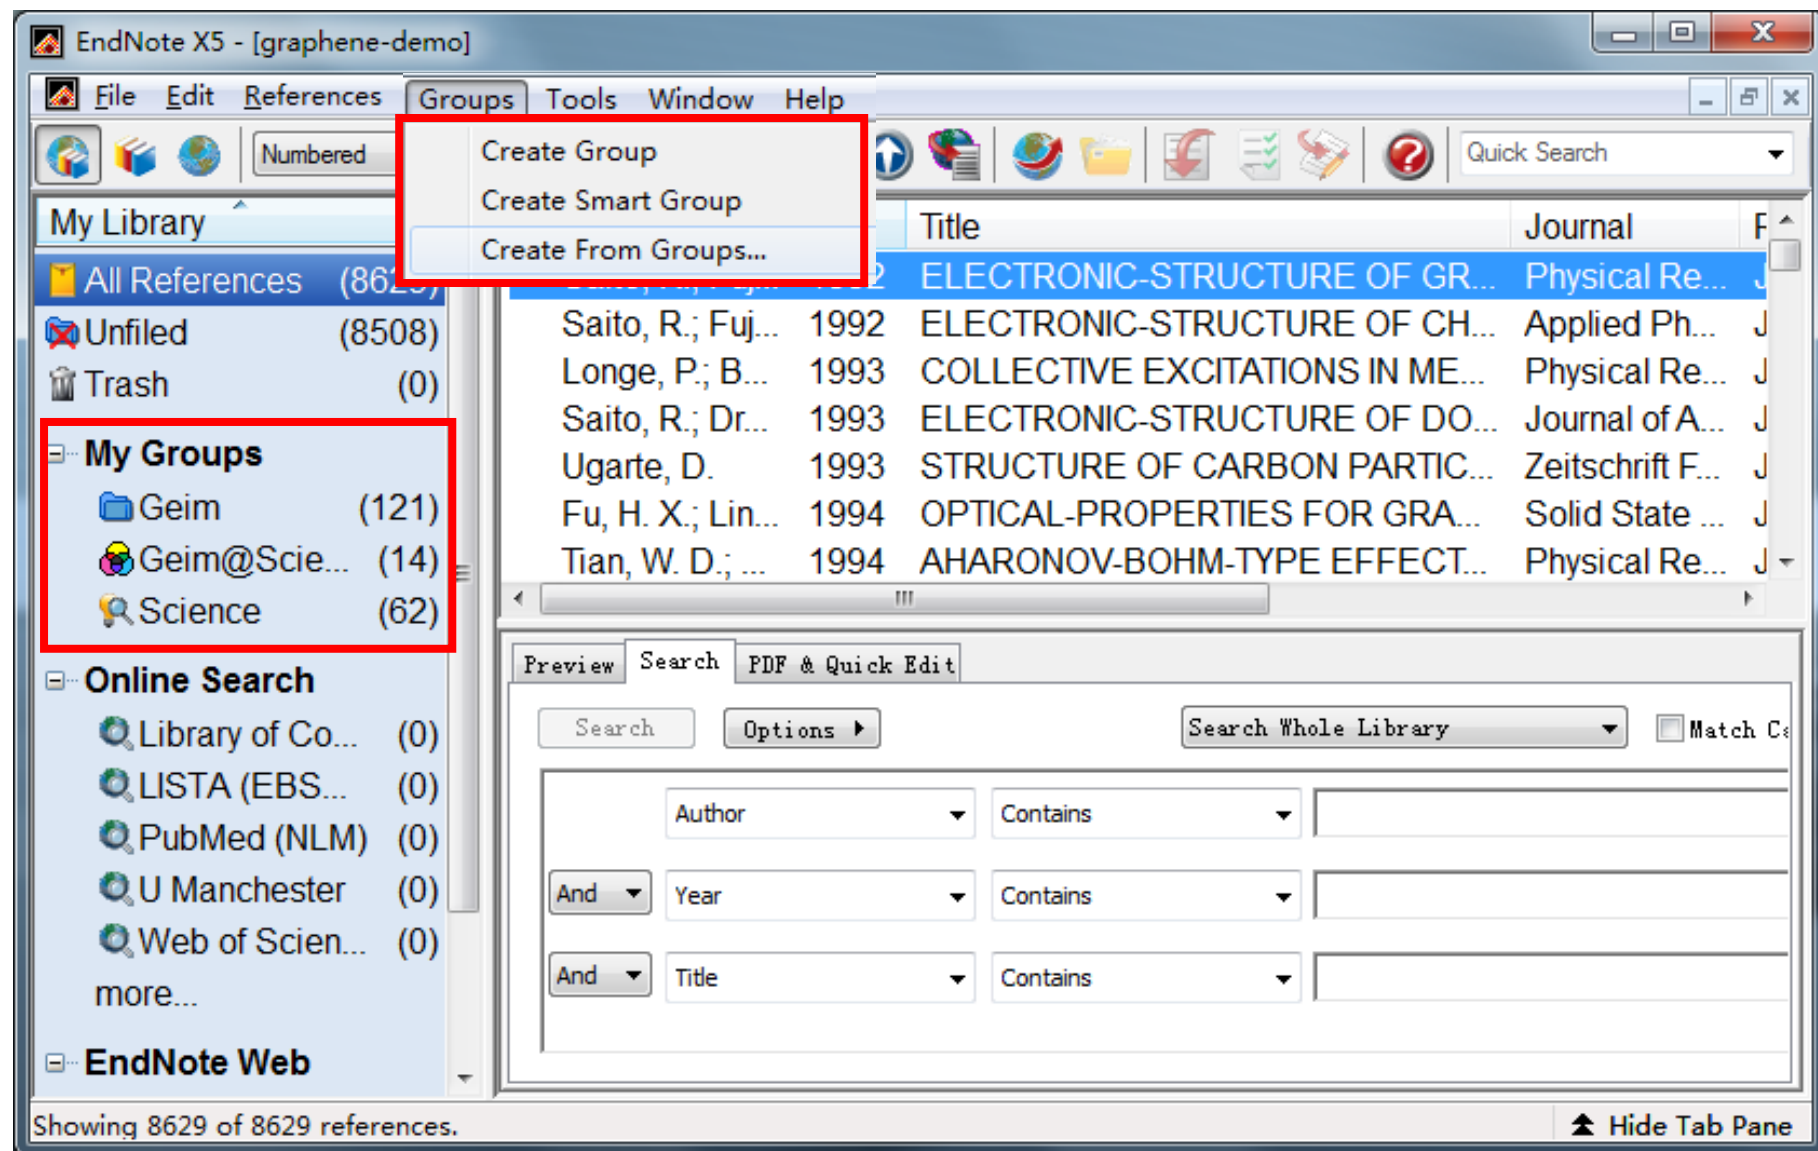 EndNote X5 - [graphene-demo]
File Edit References Groups Tools Window Help
Numbered
Quick Search
Create Group
Create Smart Group
Create From Groups...
My Library
All References
Unfiled (8508)
Trash (0)
My Groups
Geim (121)
Geim@Scie... (14)
Science (62)
Online Search
Library of Co... (0)
LISTA (EBS... (0)
PubMed (NLM) (0)
U Manchester (0)
Web of Scien... (0)
more...
EndNote Web
Title Journal
ELECTRONIC-STRUCTURE OF GR... Physical Re... J
Saito, R.; Fuj... 1992 ELECTRONIC-STRUCTURE OF CH... Applied Ph... J
Longe, P.; B... 1993 COLLECTIVE EXCITATIONS IN ME... Physical Re... J
Saito, R.; Dr... 1993 ELECTRONIC-STRUCTURE OF DO... Journal of A... J
Ugarte, D. 1993 STRUCTURE OF CARBON PARTIC... Zeitschrift F... J
Fu, H. X.; Lin... 1994 OPTICAL-PROPERTIES FOR GRA... Solid State ... J
Tian, W. D.; ... 1994 AHARONOV-BOHM-TYPE EFFECT... Physical Re... J
Preview Search PDF & Quick Edit
Search Options Search Whole Library Match Ca
Author Contains
And Year Contains
And Title Contains
Showing 8629 of 8629 references.
Hide Tab Pane